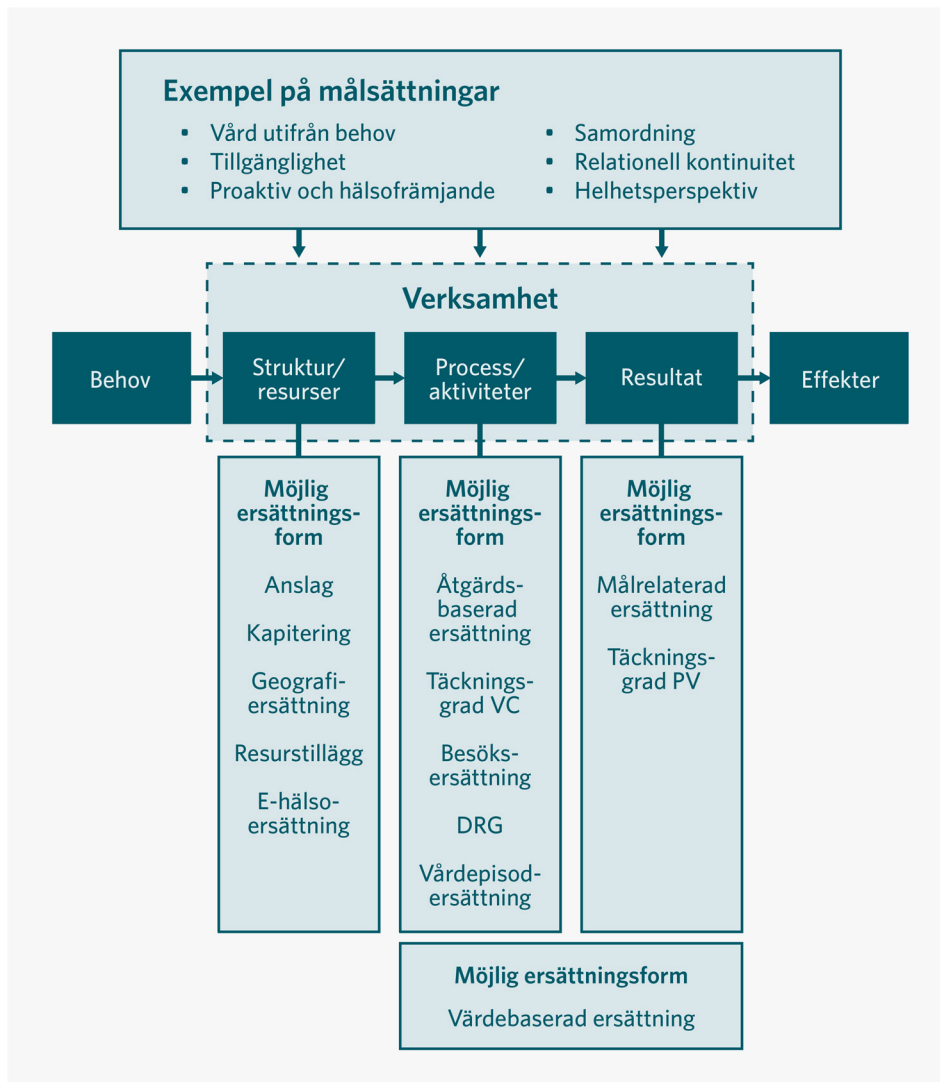 Exempel på målsättningar
▪ Vård utifrån behov
▪ Tillgänglighet
▪ Proaktiv och hälsofrämjande
▪ Samordning
▪ Relationell kontinuitet
▪ Helhetsperspektiv
Verksamhet
Behov
Struktur/
resurser
Process/
aktiviteter
Resultat
Effekter
Möjlig
ersättnings-
form
Anslag
Kapitering
Geografi-
ersättning
Resurstillägg
E-hälso-
ersättning
Möjlig
ersättnings-
form
Åtgärds-
baserad
ersättning
Täcknings-
grad VC
Besöks-
ersättning
DRG
Vårdepisod-
ersättning
Möjlig
ersättnings-
form
Målrelaterad
ersättning
Täcknings-
grad PV
Möjlig ersättningsform
Värdebaserad ersättning